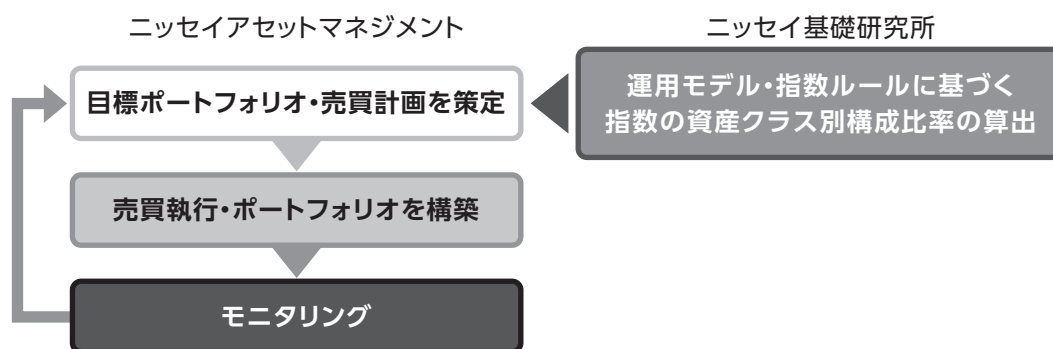 ニッセイアセットマネジメント
ニッセイ基礎研究所
目標ポートフォリオ・売買計画を策定
運用モデル・指数ルールに基づく
指数の資産クラス別構成比率の算出
売買執行・ポートフォリオを構築
モニタリング